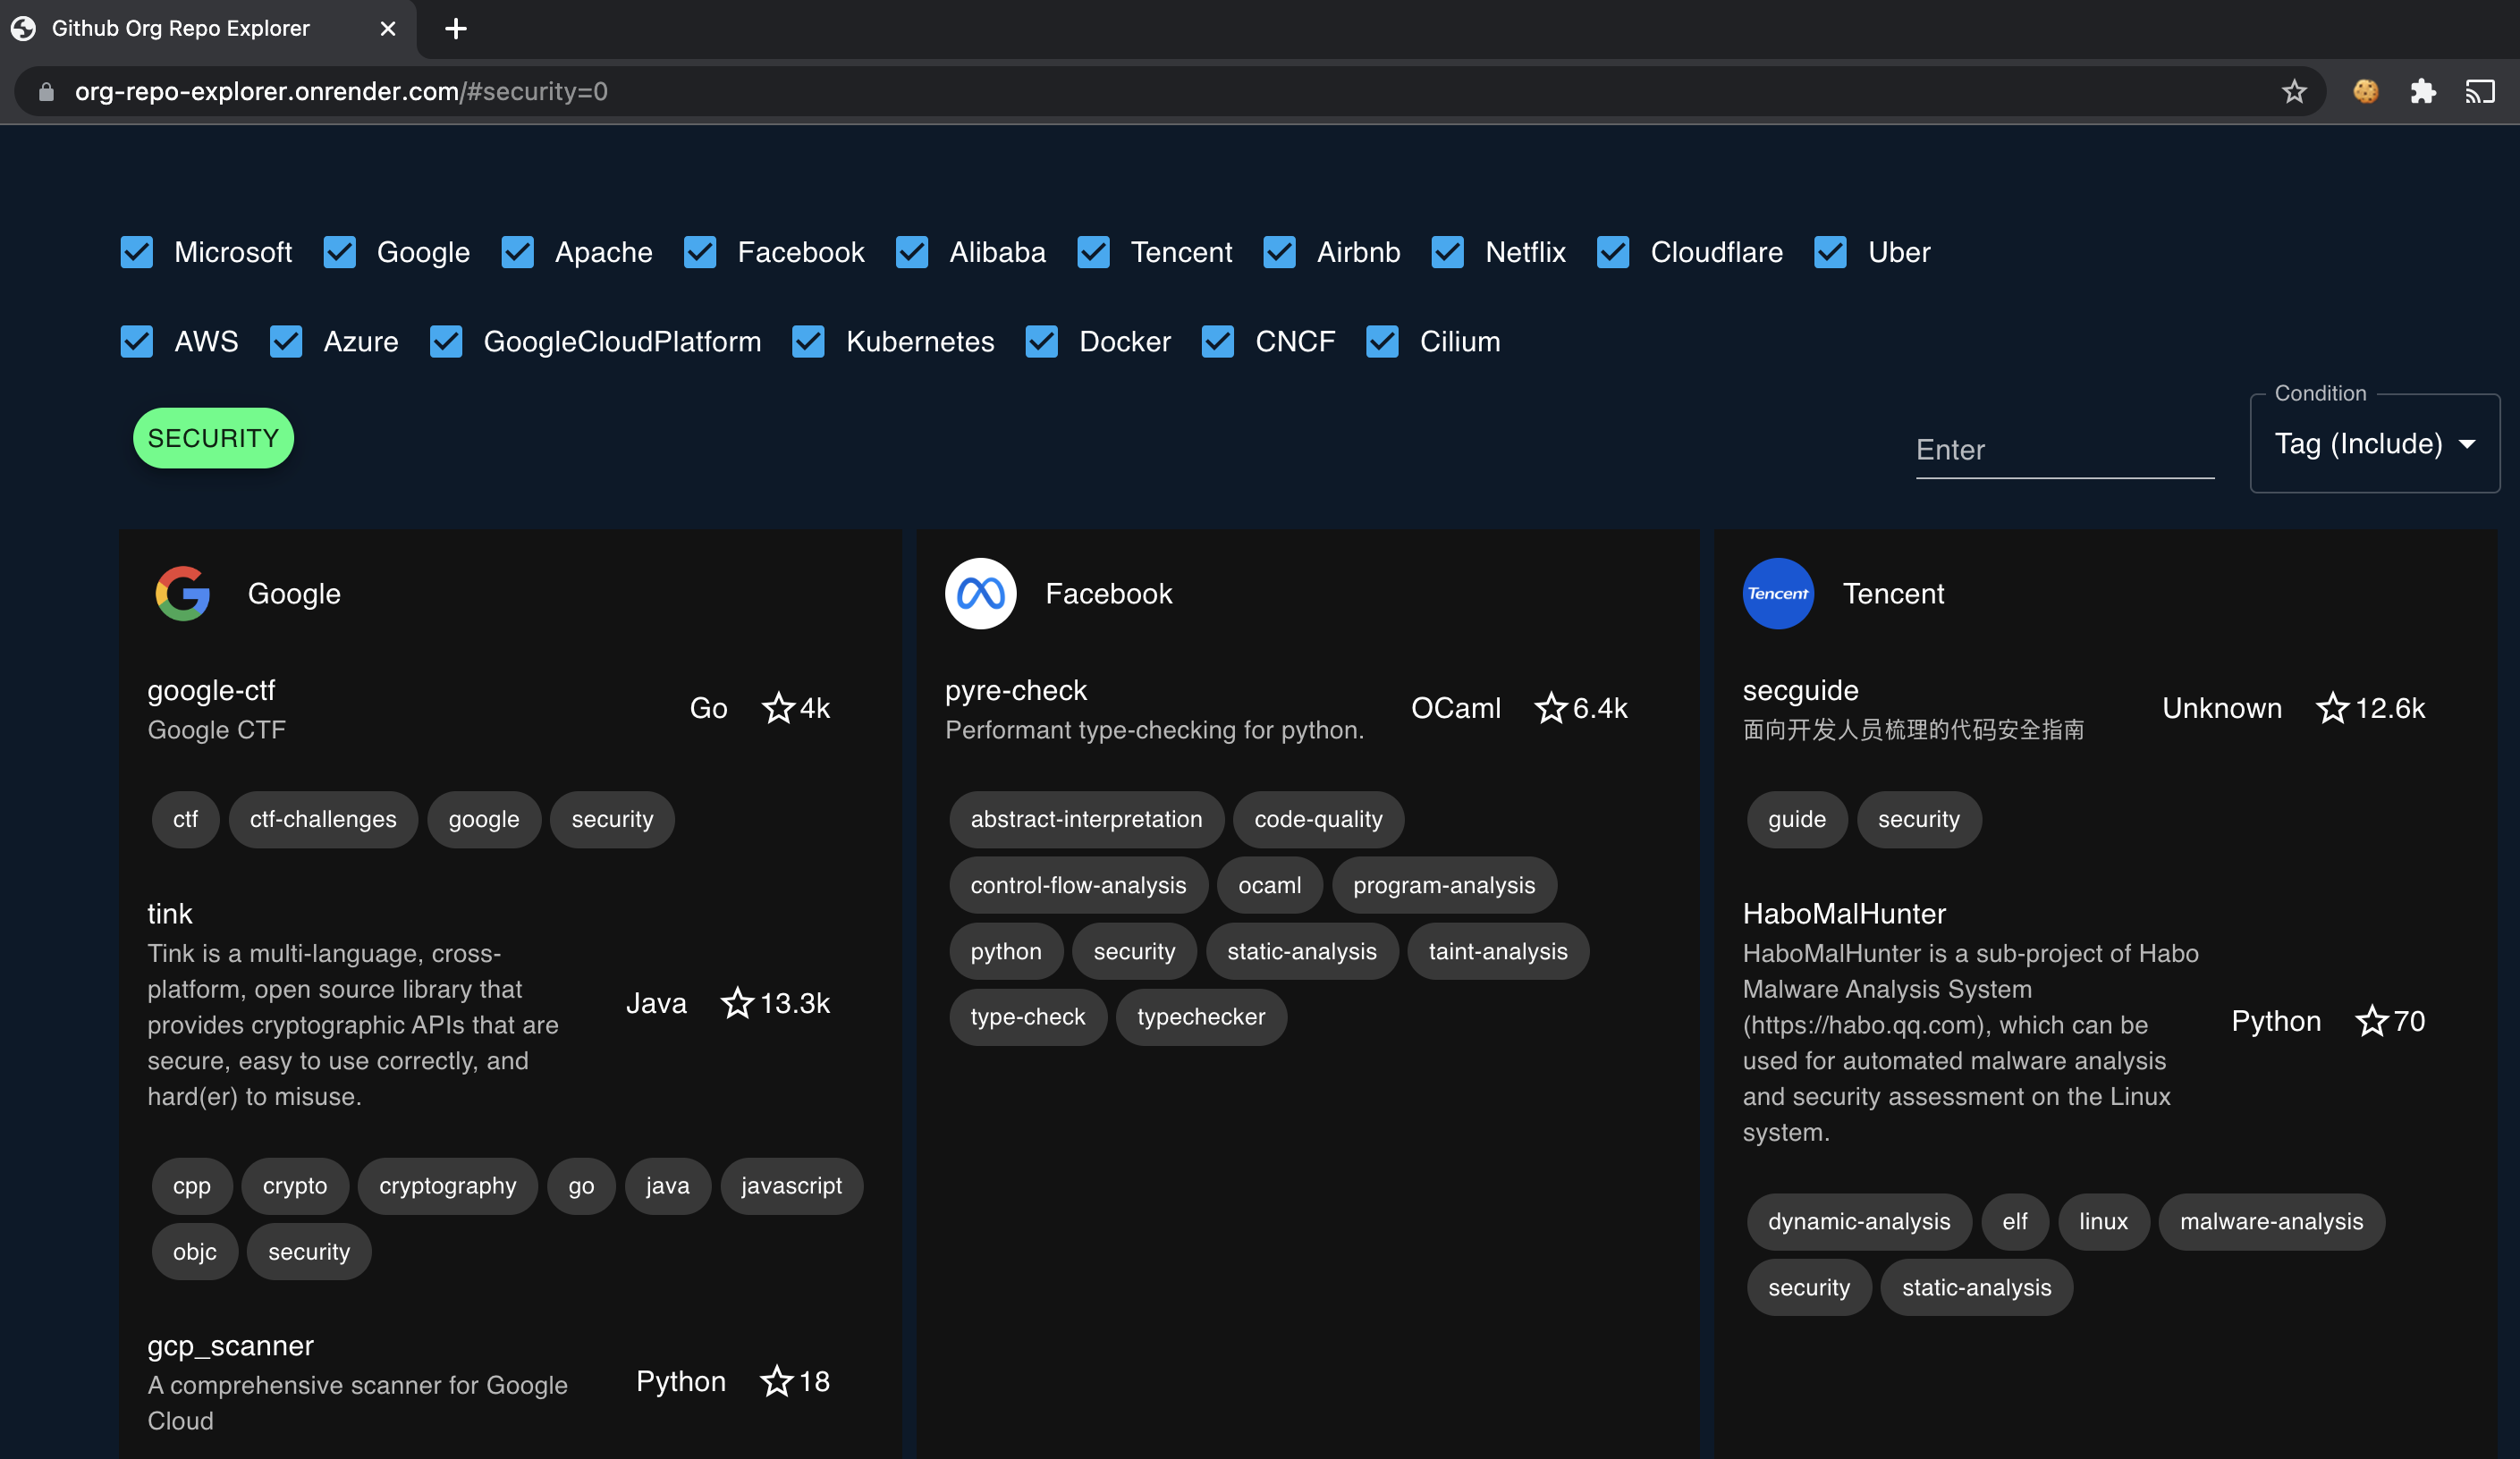 Github Org Repo Explorer
org-repo-explorer.onrender.com/#security=0
Microsoft Google Apache Facebook Alibaba Tencent Airbnb Netflix Cloudflare Uber
AWS Azure GoogleCloudPlatform Kubernetes Docker CNCF Cilium
SECURITY
Enter
Condition
Tag (Include)
Google
google-ctf
Google CTF
Go 4k
ctf ctf-challenges google security
tink
Tink is a multi-language, cross-
platform, open source library that
provides cryptographic APIs that are
secure, easy to use correctly, and
hard(er) to misuse.
Java 13.3k
cpp crypto cryptography go java javascript
objc security
gcp_scanner
A comprehensive scanner for Google
Cloud
Python 18
Facebook
pyre-check
Performant type-checking for python.
OCaml 6.4k
abstract-interpretation code-quality
control-flow-analysis ocaml program-analysis
python security static-analysis taint-analysis
type-check typechecker
Tencent
Tencent
secguide
面向开发人员梳理的代码安全指南
Unknown 12.6k
guide security
HaboMalHunter
HaboMalHunter is a sub-project of Habo
Malware Analysis System
(https://habo.qq.com), which can be
used for automated malware analysis
and security assessment on the Linux
system.
Python 70
dynamic-analysis elf linux malware-analysis
security static-analysis